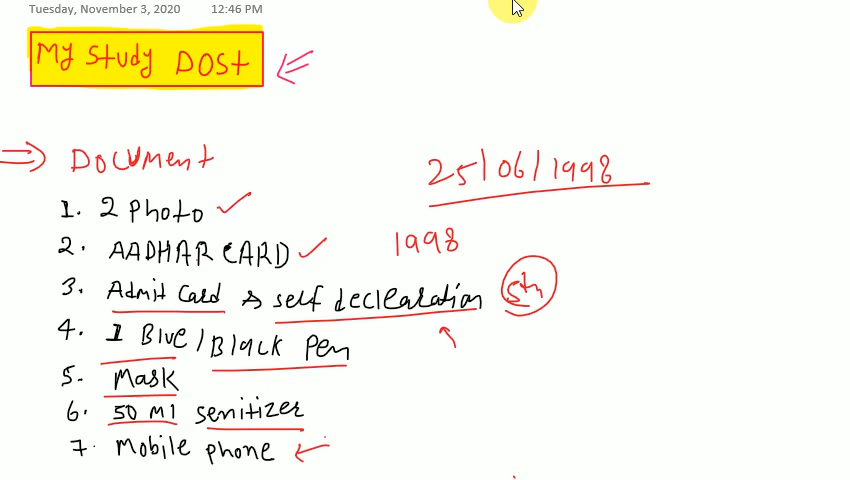 Tuesday, November 3, 2020 12:46 PM
My Study DOSt
DOCUMENT
25/06/1998
1. 2 Photo
1998
2. AADHAR CARD
3. Admit Card & self declearation 5th
4. 1 Blue / Black Pen
5. Mask
6. 50 Ml senitizer
7. Mobile phone